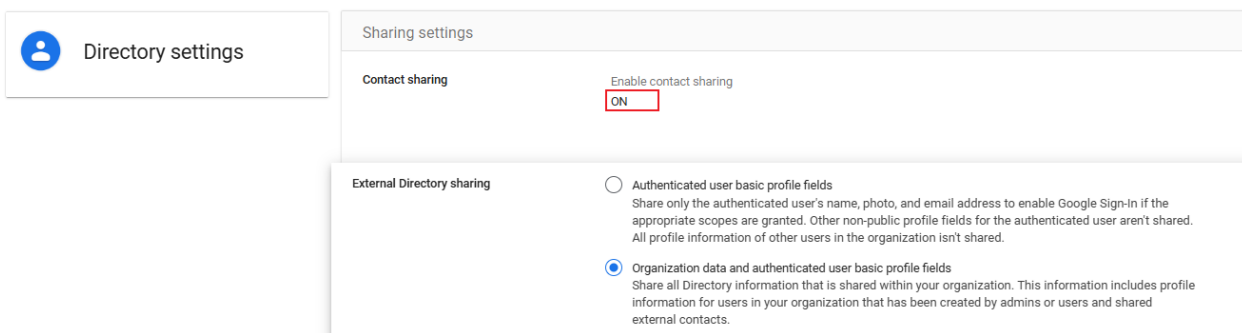 Directory settings
Sharing settings
Contact sharing
Enable contact sharing
ON
External Directory sharing
Authenticated user basic profile fields
Share only the authenticated user's name, photo, and email address to enable Google Sign-In if the
appropriate scopes are granted. Other non-public profile fields for the authenticated user aren't shared.
All profile information of other users in the organization isn't shared.
Organization data and authenticated user basic profile fields
Share all Directory information that is shared within your organization. This information includes profile
information for users in your organization that has been created by admins or users and shared
external contacts.